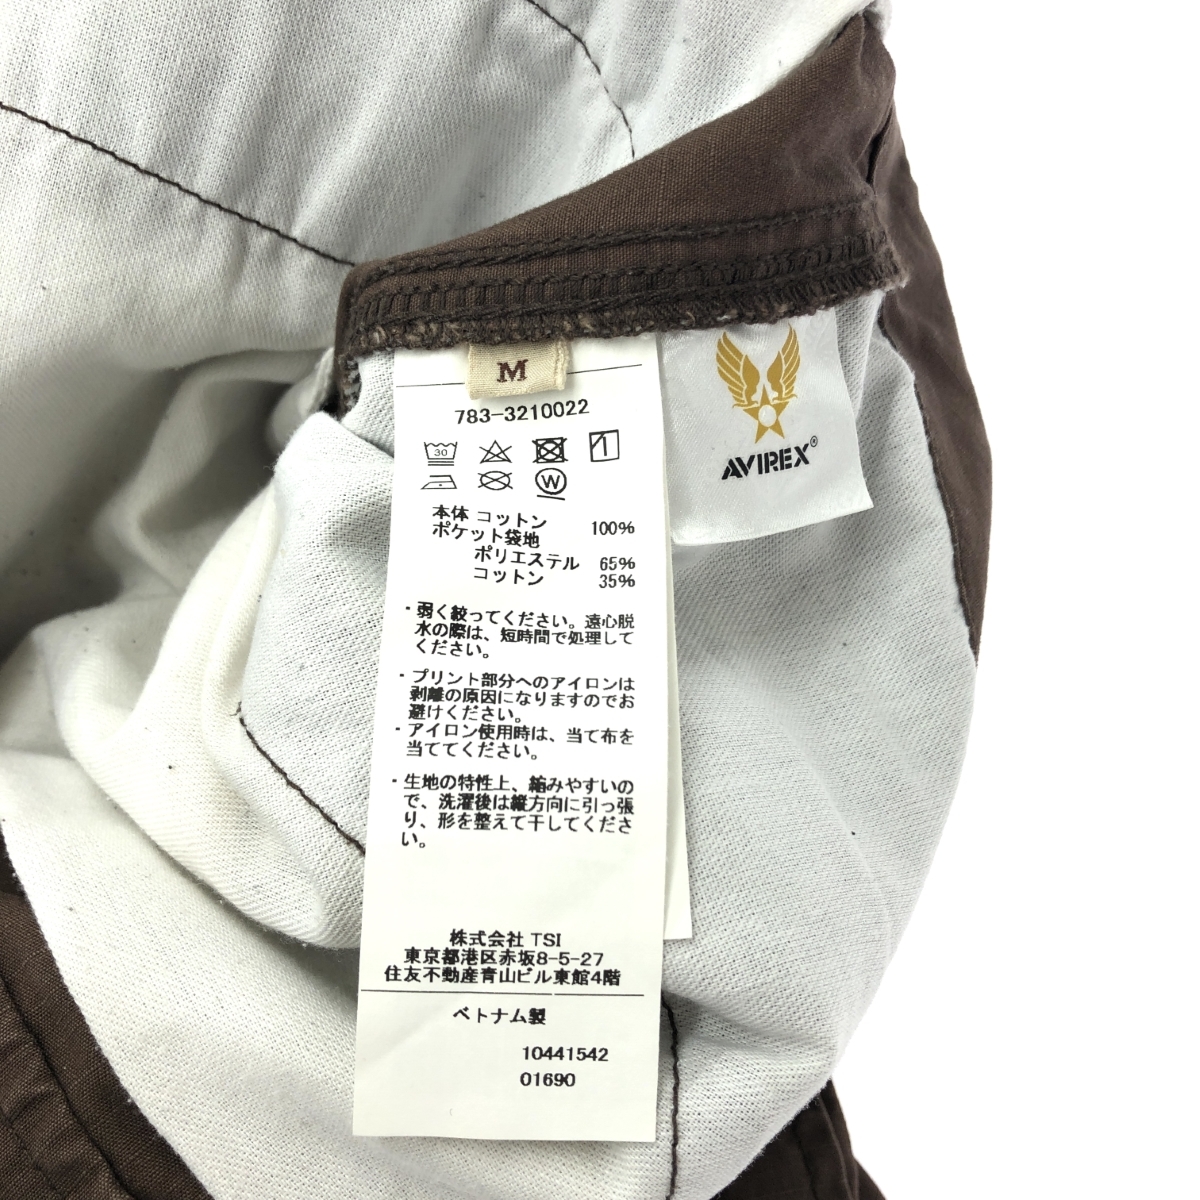 M
783-3210022
30
W
本体 コットン 100%
ポケット袋地
ポリエステル 65%
コットン 35%
・弱く絞ってください。遠心脱
水の際は、短時間で処理して
ください。
・プリント部分へのアイロンは
剥離の原因になりますのでお
避けください。
・アイロン使用時は、当て布を
当ててください。
・生地の特性上、縮みやすいの
で、洗濯後は縦方向に引っ張
り、形を整えて干してくださ
い。
株式会社 TSI
東京都港区赤坂8-5-27
住友不動産青山ビル東館4階
ベトナム製
10441542
01690
AVIREX®